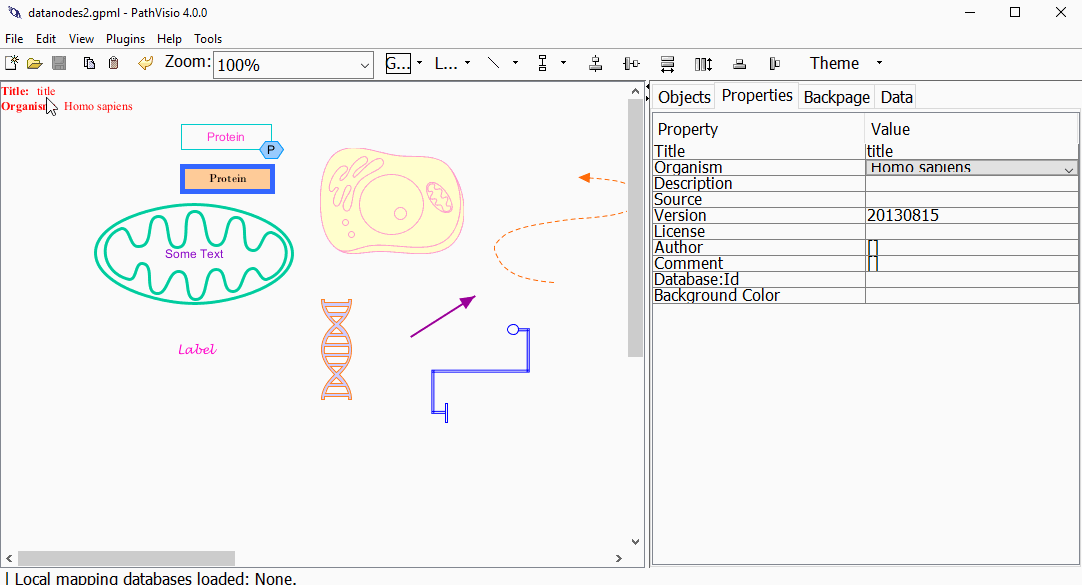 datanodes2.gpml - PathVisio 4.0.0
File Edit View Plugins Help Tools
Zoom: 100% G... L... Theme
Title: title
Organism: Homo sapiens
Protein
P
Protein
Some Text
Label
Objects Properties Backpage Data
Property Value
Title title
Organism Homo sapiens
Description
Source
Version 20130815
License
Author []
Comment []
Database:Id
Background Color
| Local mapping databases loaded: None.